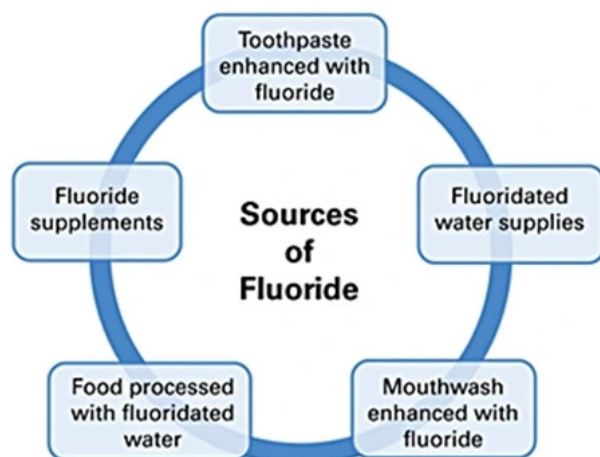 Toothpaste
enhanced with
fluoride
Fluoride
supplements
Fluoridated
water supplies
Sources
of
Fluoride
Food processed
with fluoridated
water
Mouthwash
enhanced with
fluoride